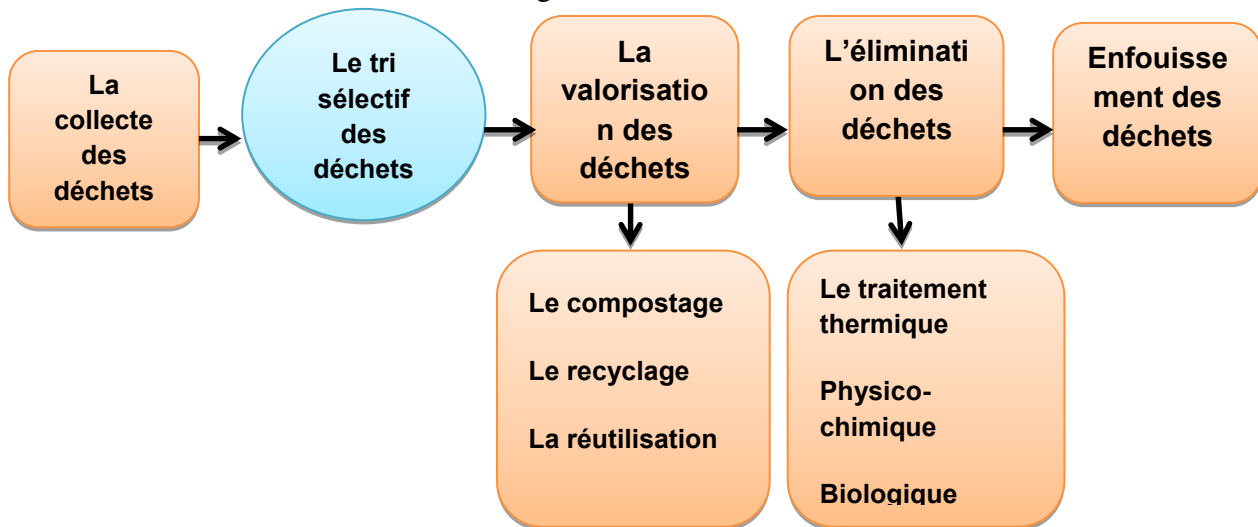 La
collecte
des
déchets
Le tri
sélectif
des
déchets
La
valorisatio
n des
déchets
L'éliminati
on des
déchets
Enfouisse
ment des
déchets
Le compostage
Le recyclage
La réutilisation
Le traitement
thermique
Physico-
chimique
Biologique